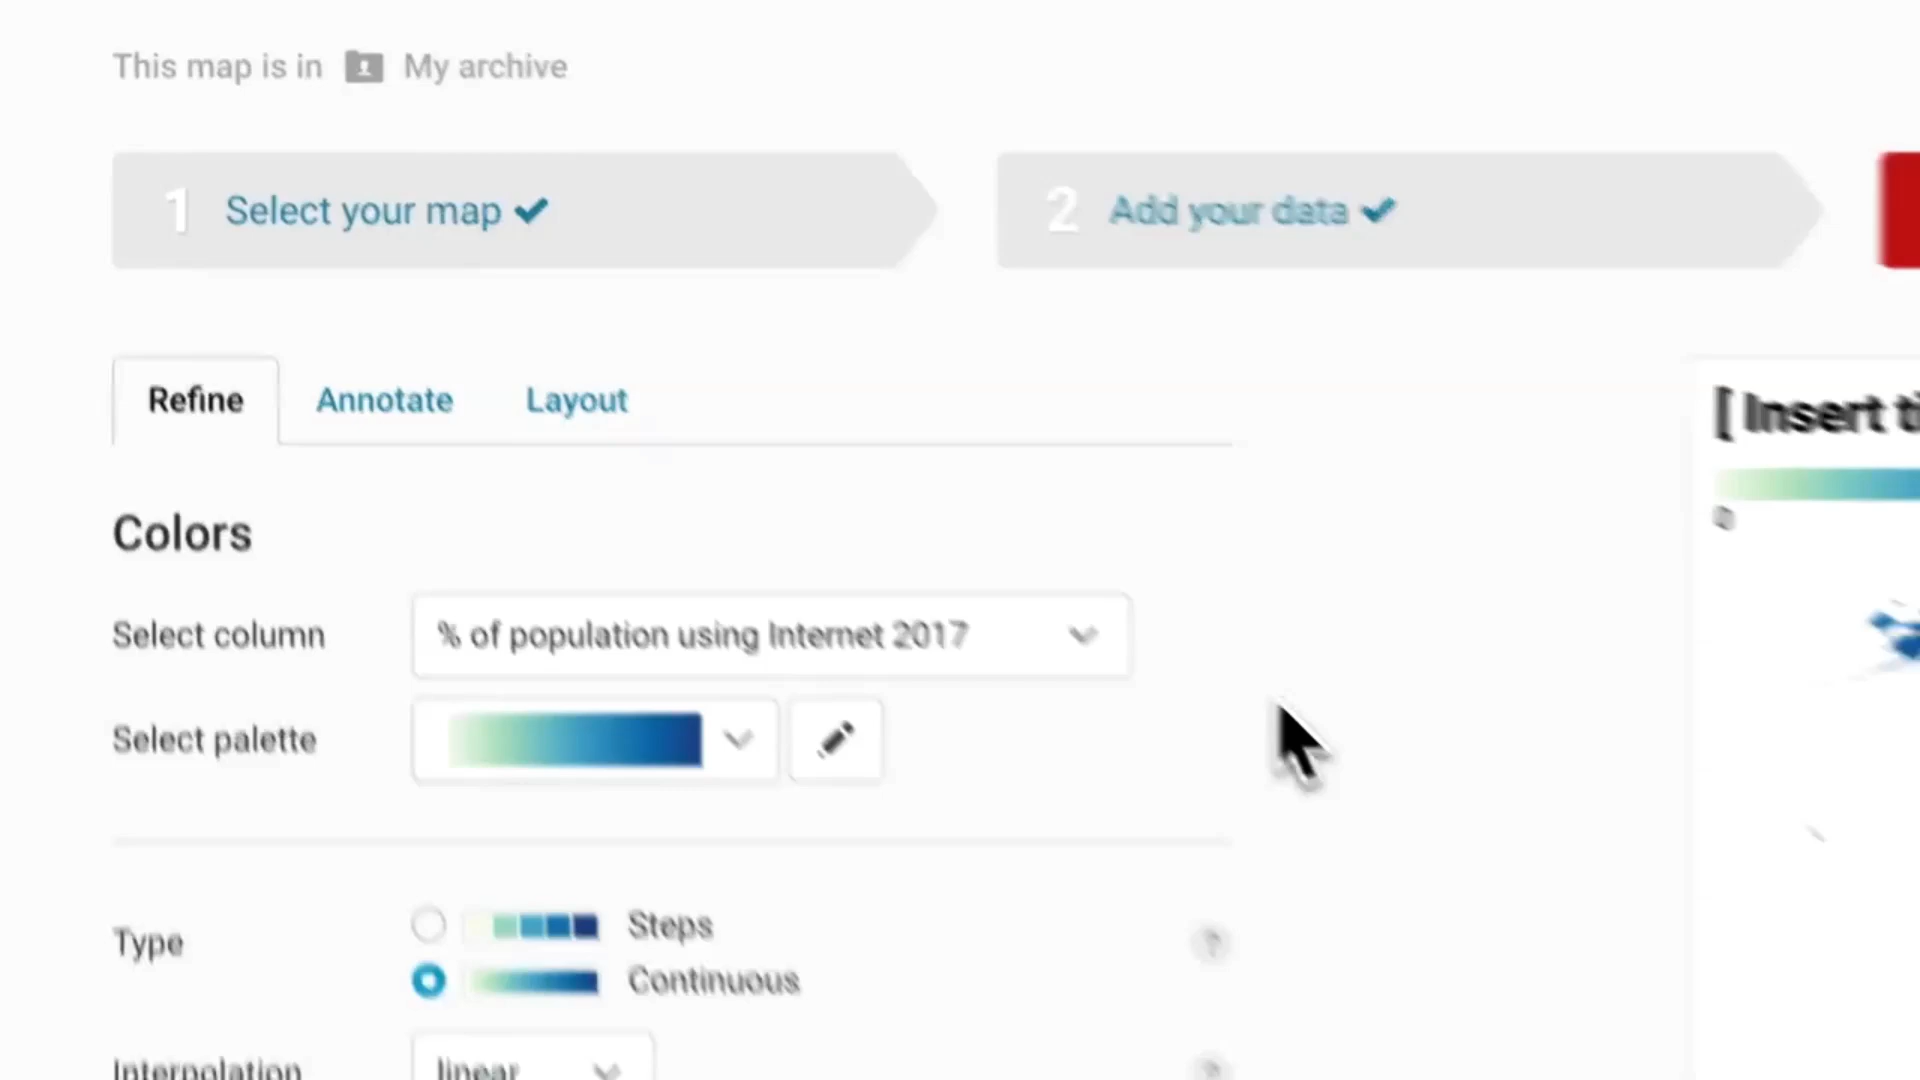 This map is in My archive
1 Select your map
2 Add your data
Refine Annotate Layout
[ Insert
Colors
0
Select column % of population using Internet 2017
Select palette
Type Steps
?
Continuous
Interpolation linear
?